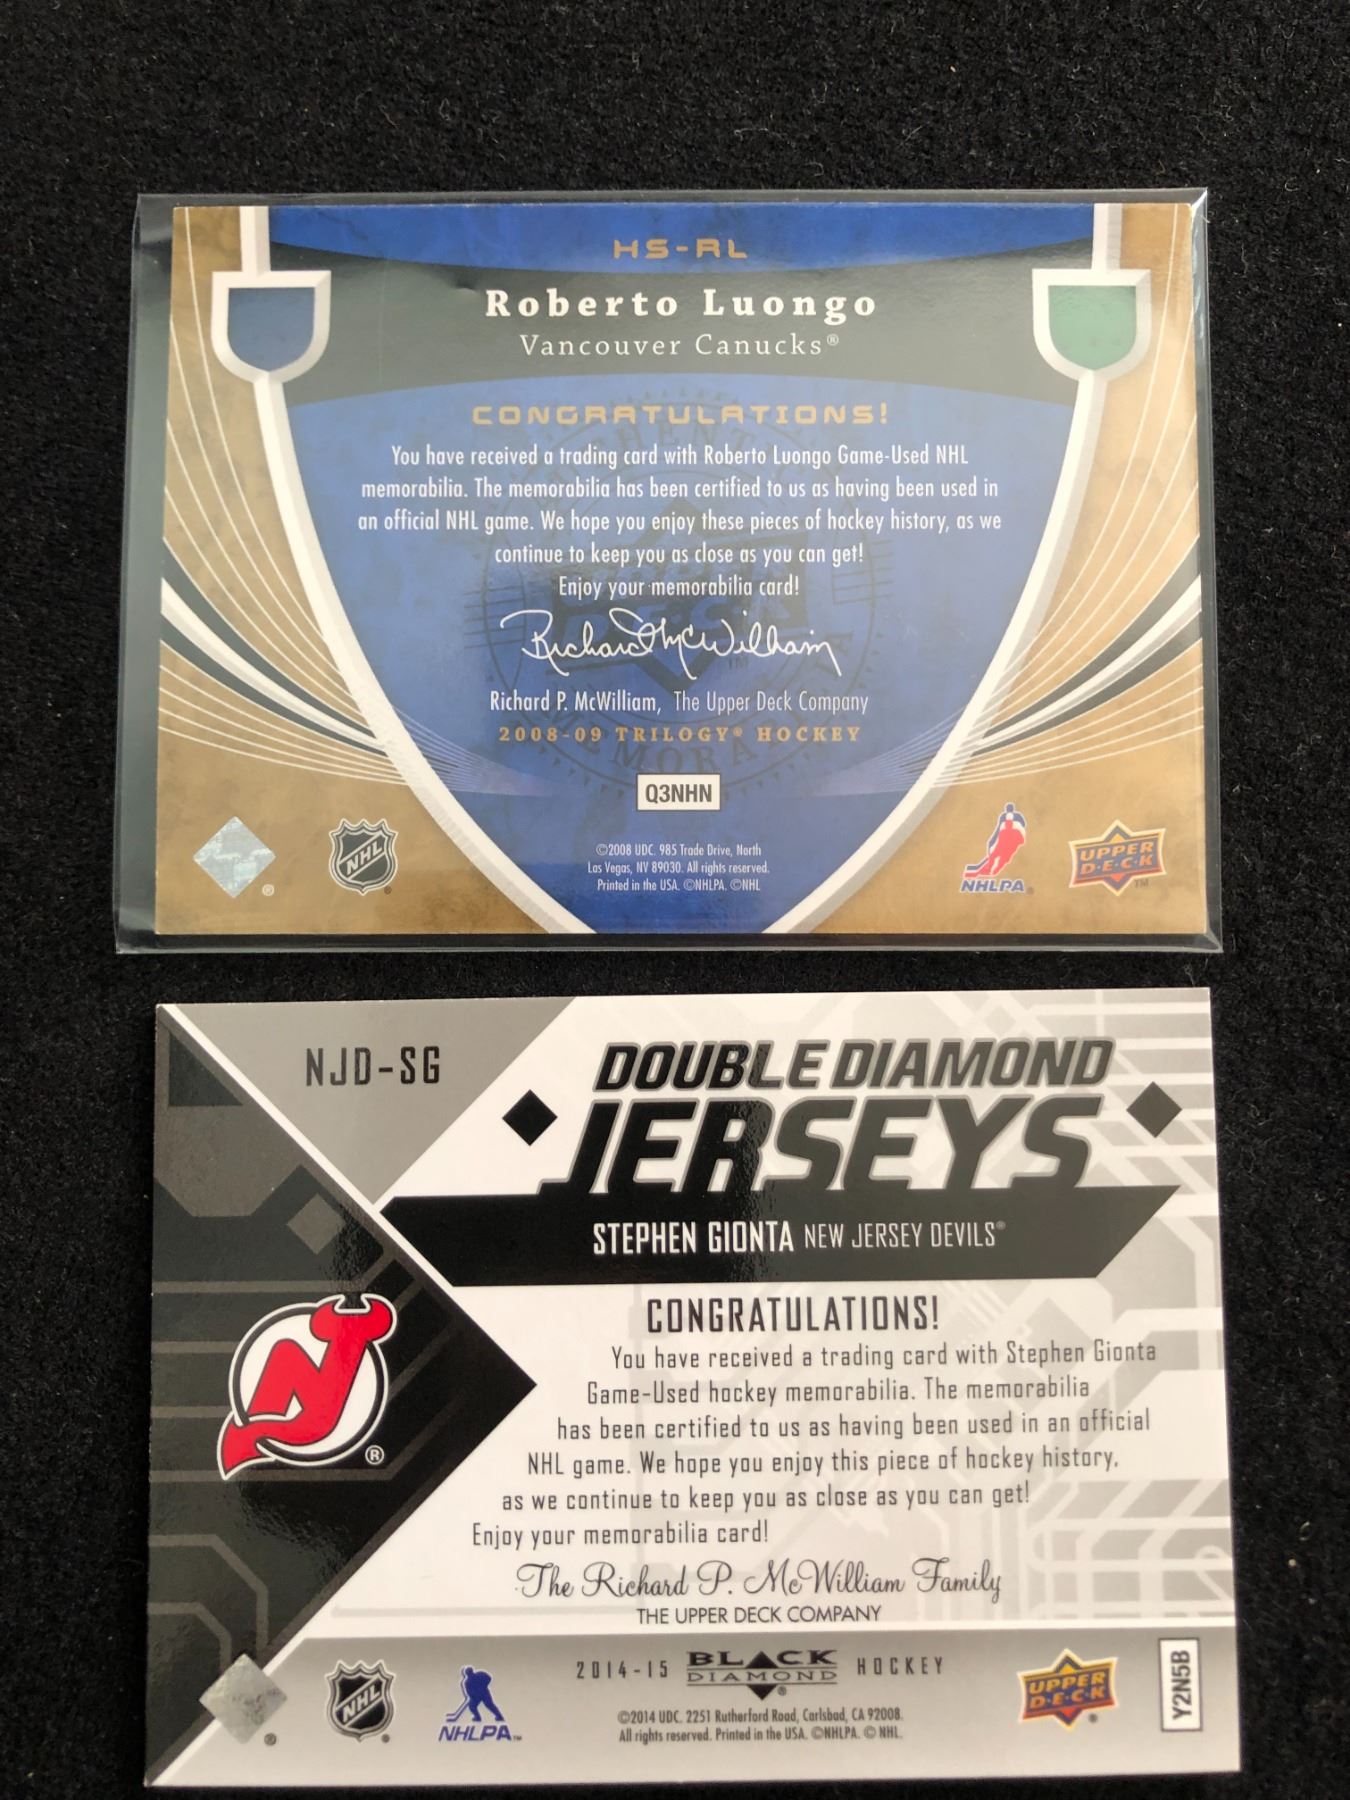 HS-RL
Roberto Luongo
Vancouver Canucks®
CONGRATULATIONS!
You have received a trading card with Roberto Luongo Game-Used NHL
memorabilia. The memorabilia has been certified to us as having been used in
an official NHL game. We hope you enjoy these pieces of hockey history, as we
continue to keep you as close as you can get!
Enjoy your memorabilia card!
Richard McWilliam
Richard P. McWilliam, The Upper Deck Company
2008-09 TRILOGY® HOCKEY
Q3NHN
©2008 UDC. 985 Trade Drive, North
Las Vegas, NV 89030. All rights reserved.
Printed in the USA. ©NHLPA. ©NHL
®
NHL
NHLPA®
UPPER
D·E·C·K
TM
NJD-SG
DOUBLE DIAMOND
JERSEYS
STEPHEN GIONTA NEW JERSEY DEVILS®
CONGRATULATIONS!
You have received a trading card with Stephen Gionta
Game-Used hockey memorabilia. The memorabilia
has been certified to us as having been used in an official
NHL game. We hope you enjoy this piece of hockey history,
as we continue to keep you as close as you can get!
Enjoy your memorabilia card!
The Richard P. McWilliam Family
THE UPPER DECK COMPANY
2014-15 BLACK DIAMOND® HOCKEY
©2014 UDC. 2251 Rutherford Road, Carlsbad, CA 92008.
All rights reserved. Printed in the USA. ©NHLPA. © NHL.
®
NHL
NHLPA™
UPPER
D·E·C·K
®
Y2N5B